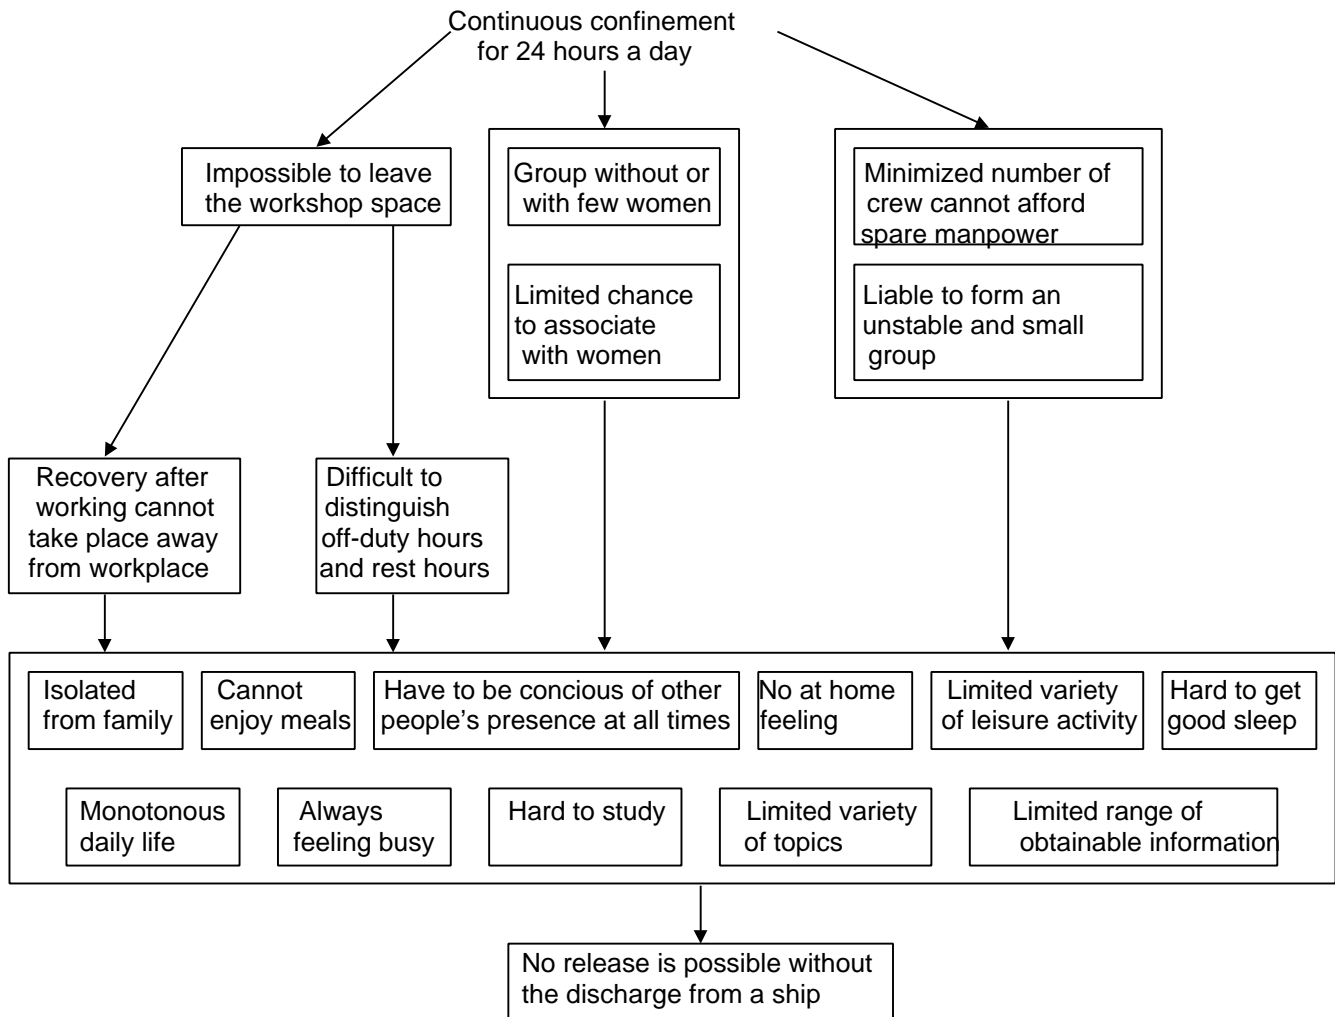 Continuous confinement
for 24 hours a day
Impossible to leave
the workshop space
Group without or
with few women
Limited chance
to associate
with women
Minimized number of
crew cannot afford
spare manpower
Liable to form an
unstable and small
group
Recovery after
working cannot
take place away
from workplace
Difficult to
distinguish
off-duty hours
and rest hours
Isolated
from family
Cannot
enjoy meals
Have to be concious of other
people's presence at all times
No at home
feeling
Limited variety
of leisure activity
Hard to get
good sleep
Monotonous
daily life
Always
feeling busy
Hard to study
Limited variety
of topics
Limited range of
obtainable information
No release is possible without
the discharge from a ship